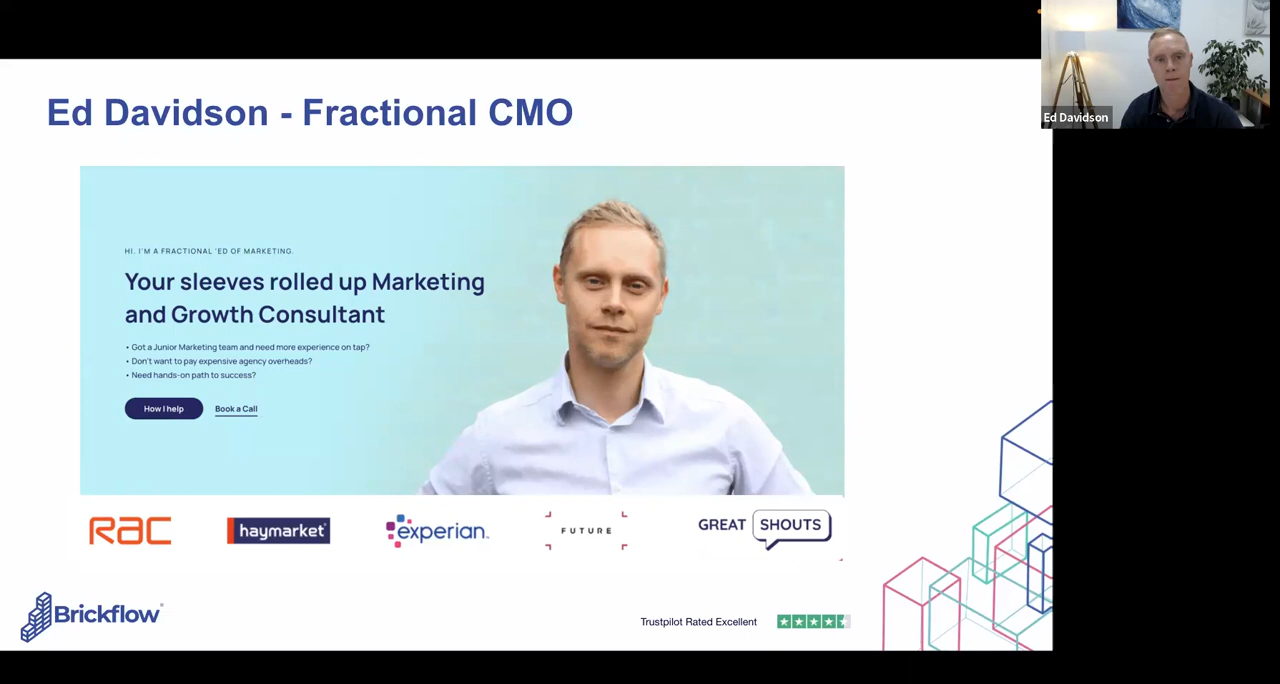 Ed Davidson - Fractional CMO
Ed Davidson
HI. I'M A FRACTIONAL 'ED OF MARKETING.
Your sleeves rolled up Marketing
and Growth Consultant
• Got a Junior Marketing team and need more experience on tap?
• Don't want to pay expensive agency overheads?
• Need hands-on path to success?
How I help
Book a Call
RAC
haymarket
experian™
FUTURE
GREAT SHOUTS
Brickflow®
Trustpilot Rated Excellent